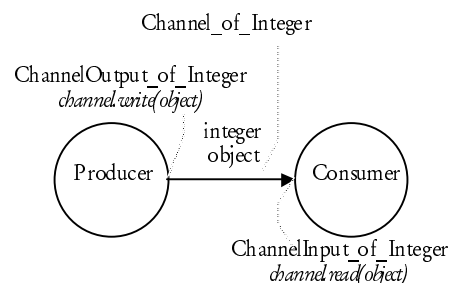 Channel_of_Integer
ChannelOutput_of_Integer
channel.write(object)
integer
object
Producer
Consumer
ChannelInput_of_Integer
channel.read(object)